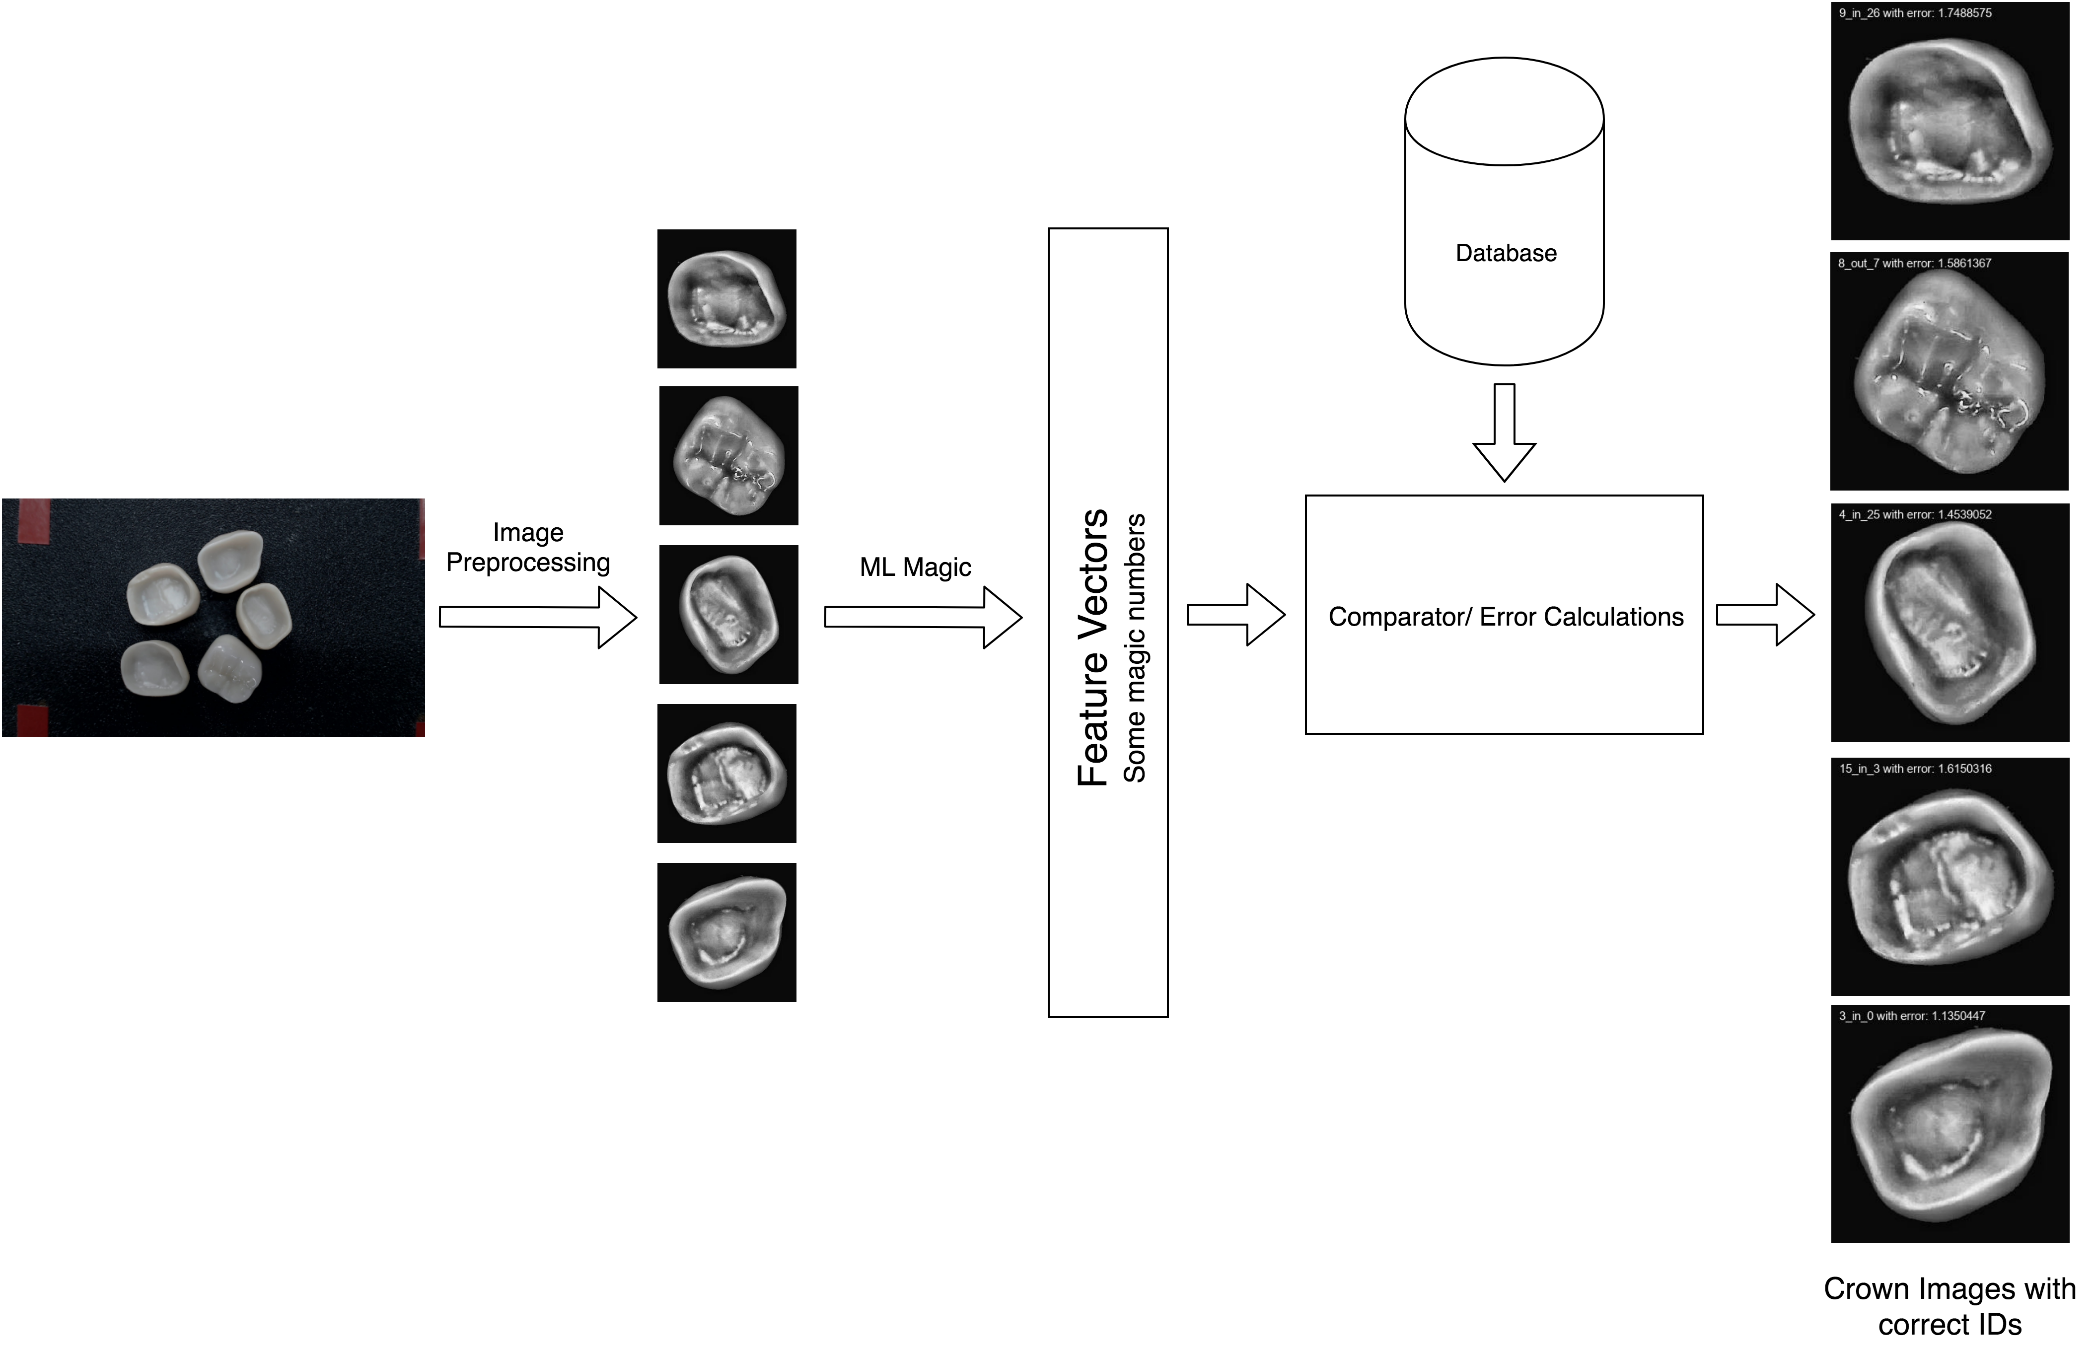 Image
Preprocessing
ML Magic
Feature Vectors
Some magic numbers
Database
Comparator/ Error Calculations
9_in_26 with error: 1.7488575
8_out_7 with error: 1.5861367
4_in_25 with error: 1.4539052
15_in_3 with error: 1.6150316
3_in_0 with error: 1.1350447
Crown Images with
correct IDs